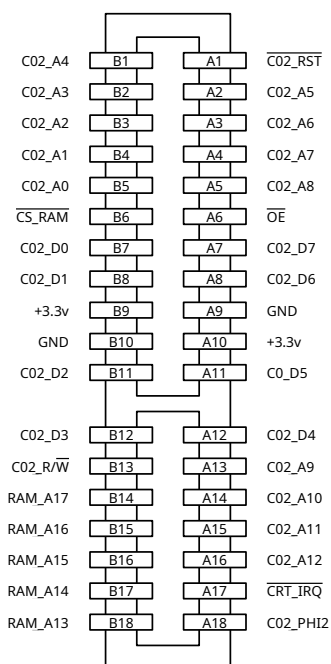 C02_A4 B1 A1 C02_RST
C02_A3 B2 A2 C02_A5
C02_A2 B3 A3 C02_A6
C02_A1 B4 A4 C02_A7
C02_A0 B5 A5 C02_A8
CS_RAM B6 A6 OE
C02_D0 B7 A7 C02_D7
C02_D1 B8 A8 C02_D6
+3.3v B9 A9 GND
GND B10 A10 +3.3v
C02_D2 B11 A11 C0_D5
C02_D3 B12 A12 C02_D4
C02_R/W B13 A13 C02_A9
RAM_A17 B14 A14 C02_A10
RAM_A16 B15 A15 C02_A11
RAM_A15 B16 A16 C02_A12
RAM_A14 B17 A17 CRT_IRQ
RAM_A13 B18 A18 C02_PHI2